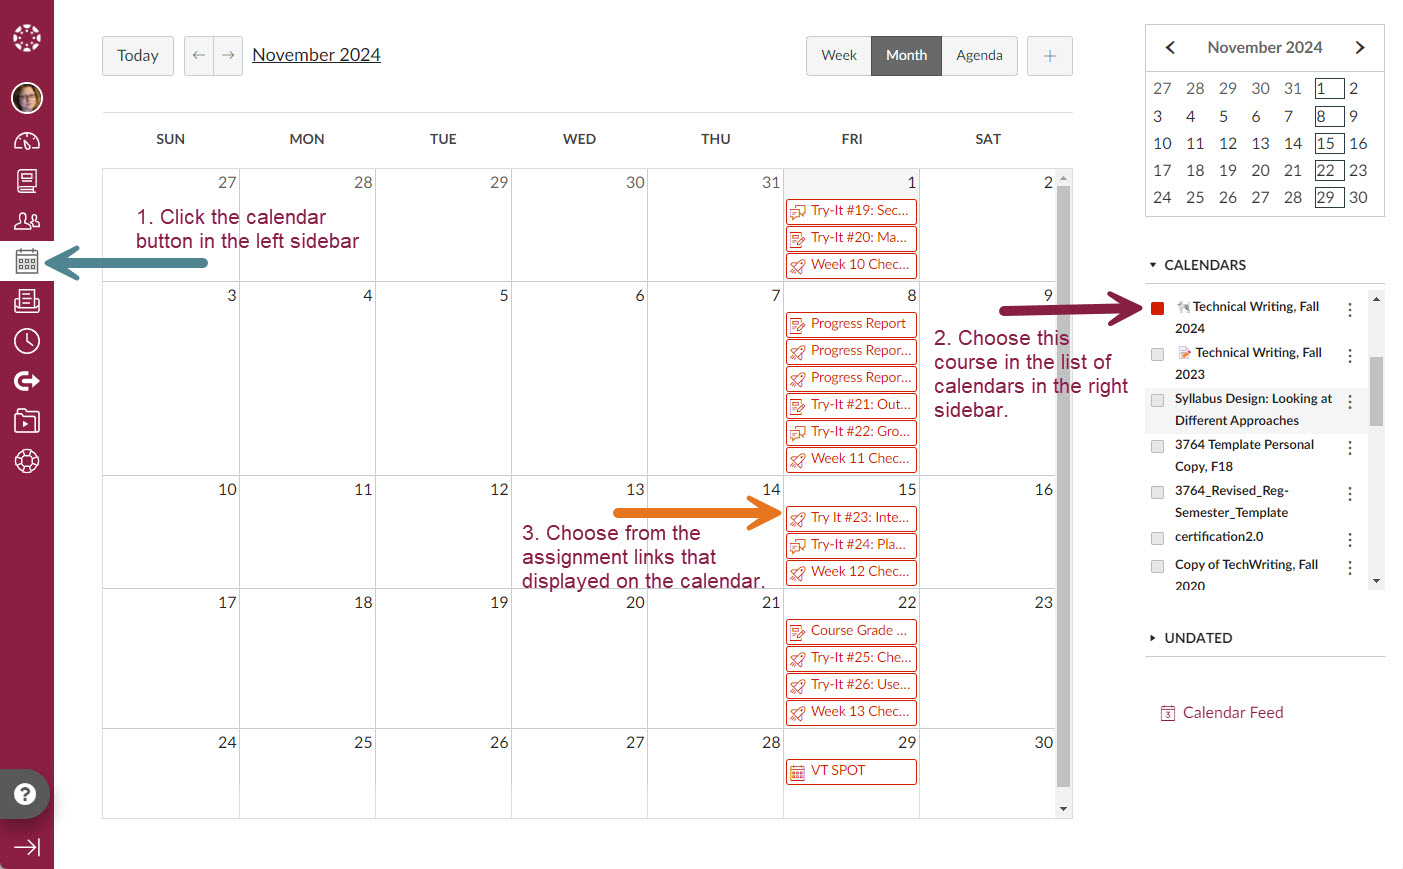 Today
←
→
November 2024
Week
Month
Agenda
+
SUN MON TUE WED THU FRI SAT
27 28 29 30 31 1 2
Try-It #19: Sec...
Try-It #20: Ma...
Week 10 Chec...
1. Click the calendar
button in the left sidebar
3 4 5 6 7 8 9
Progress Report
Progress Repor...
Progress Repor...
Try-It #21: Out...
Try-It #22: Gro...
Week 11 Chec...
10 11 12 13 14 15 16
Try It #23: Inte...
Try-It #24: Pla...
Week 12 Chec...
3. Choose from the
assignment links that
displayed on the calendar.
17 18 19 20 21 22 23
Course Grade ...
Try-It #25: Che...
Try-It #26: Use...
Week 13 Chec...
24 25 26 27 28 29 30
VT SPOT
November 2024
27 28 29 30 31 1 2
3 4 5 6 7 8 9
10 11 12 13 14 15 16
17 18 19 20 21 22 23
24 25 26 27 28 29 30
CALENDARS
2. Choose this
course in the list of
calendars in the right
sidebar.
Technical Writing, Fall
2024
Technical Writing, Fall
2023
Syllabus Design: Looking at
Different Approaches
3764 Template Personal
Copy, F18
3764_Revised_Reg-
Semester_Template
certification2.0
Copy of TechWriting, Fall
2020
UNDATED
3
Calendar Feed
?